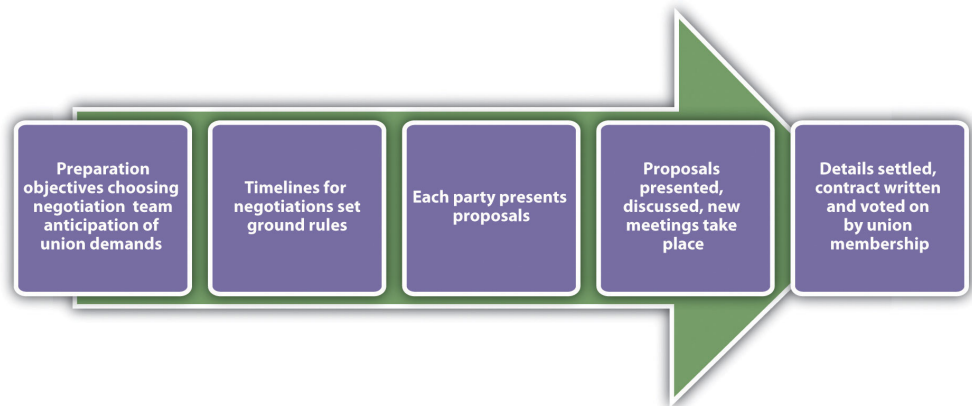 Preparation
objectives choosing
negotiation team
anticipation of
union demands
Timelines for
negotiations set
ground rules
Each party presents
proposals
Proposals
presented,
discussed, new
meetings take
place
Details settled,
contract written
and voted on
by union
membership